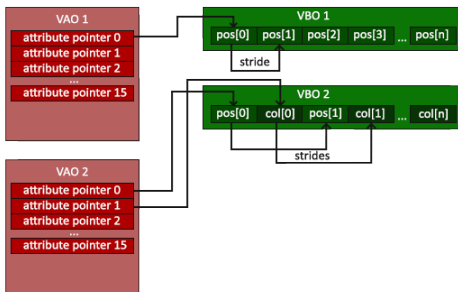 VAO 1
attribute pointer 0
attribute pointer 1
attribute pointer 2
...
attribute pointer 15
VBO 1
pos[0] pos[1] pos[2] pos[3] ... pos[n]
stride
VBO 2
pos[0] col[0] pos[1] col[1] ... col[n]
strides
VAO 2
attribute pointer 0
attribute pointer 1
attribute pointer 2
...
attribute pointer 15